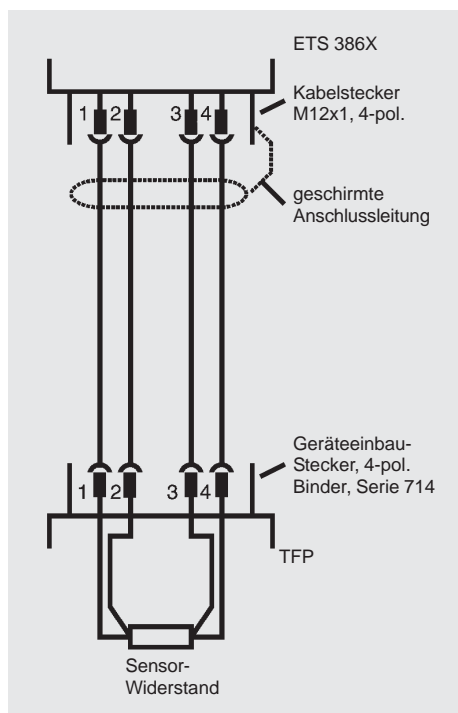 ETS 386X
Kabelstecker
M12x1, 4-pol.
1 2 3 4
geschirmte
Anschlussleitung
Geräteeinbau-
Stecker, 4-pol.
Binder, Serie 714
1 2 3 4
TFP
Sensor-
Widerstand